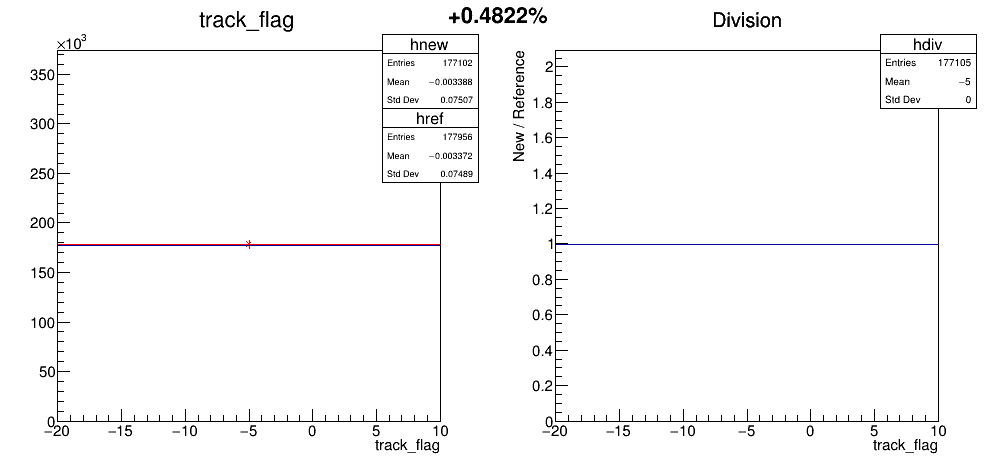 track_flag
+0.4822%
Division
×10³
hnew
Entries 177102
Mean −0.003388
Std Dev 0.07507
href
Entries 177956
Mean −0.003372
Std Dev 0.07489
350
300
250
200
150
100
50
0
−20 −15 −10 −5 0 5 10
track_flag
hdiv
Entries 177105
Mean −5
Std Dev 0
New / Reference
2
1.8
1.6
1.4
1.2
1
0.8
0.6
0.4
0.2
0
−20 −15 −10 −5 0 5 10
track_flag